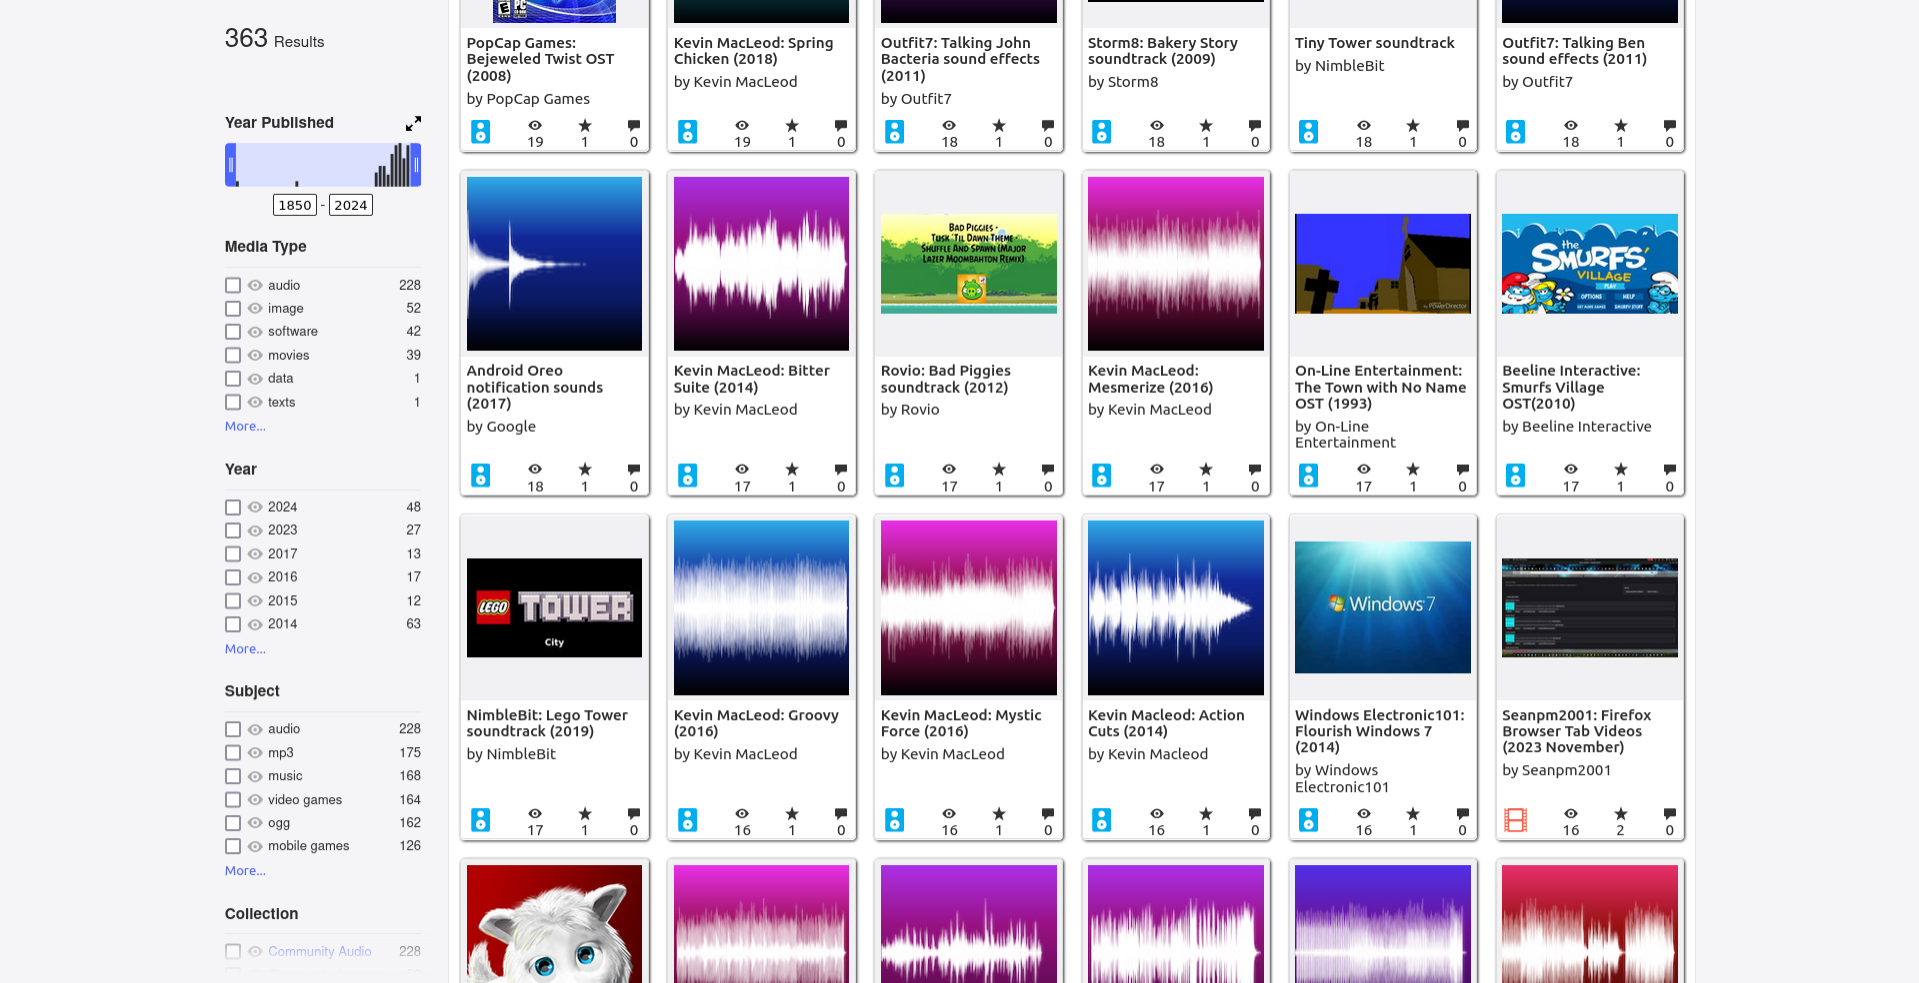 363 Results
Year Published
1850 - 2024
Media Type
audio 228
image 52
software 42
movies 39
data 1
texts 1
More...
Year
2024 48
2023 27
2017 13
2016 17
2015 12
2014 63
More...
Subject
audio 228
mp3 175
music 168
video games 164
ogg 162
mobile games 126
More...
Collection
Community Audio 228
PC
PopCap Games:
Bejeweled Twist OST
(2008)
by PopCap Games
19 1 0
Kevin MacLeod: Spring
Chicken (2018)
by Kevin MacLeod
19 1 0
Outfit7: Talking John
Bacteria sound effects
(2011)
by Outfit7
18 1 0
Storm8: Bakery Story
soundtrack (2009)
by Storm8
18 1 0
Tiny Tower soundtrack
by NimbleBit
18 1 0
Outfit7: Talking Ben
sound effects (2011)
by Outfit7
18 1 0
Android Oreo
notification sounds
(2017)
by Google
18 1 0
Kevin MacLeod: Bitter
Suite (2014)
by Kevin MacLeod
17 1 0
Bad Piggies -
Tusk 'Til Dawn Theme
Shuffle And Spawn (Major
Lazer Moombahton Remix)
Rovio: Bad Piggies
soundtrack (2012)
by Rovio
17 1 0
Kevin MacLeod:
Mesmerize (2016)
by Kevin MacLeod
17 1 0
PowerDirector
On-Line Entertainment:
The Town with No Name
OST (1993)
by On-Line
Entertainment
17 1 0
the
SMURFS'
VILLAGE
PLAY
OPTIONS HELP
Beeline Interactive:
Smurfs Village
OST(2010)
by Beeline Interactive
17 1 0
LEGO TOWER
City
NimbleBit: Lego Tower
soundtrack (2019)
by NimbleBit
17 1 0
Kevin MacLeod: Groovy
(2016)
by Kevin MacLeod
16 1 0
Kevin MacLeod: Mystic
Force (2016)
by Kevin MacLeod
16 1 0
Kevin Macleod: Action
Cuts (2014)
by Kevin Macleod
16 1 0
Windows 7
Windows Electronic101:
Flourish Windows 7
(2014)
by Windows
Electronic101
16 1 0
Seanpm2001: Firefox
Browser Tab Videos
(2023 November)
by Seanpm2001
16 2 0